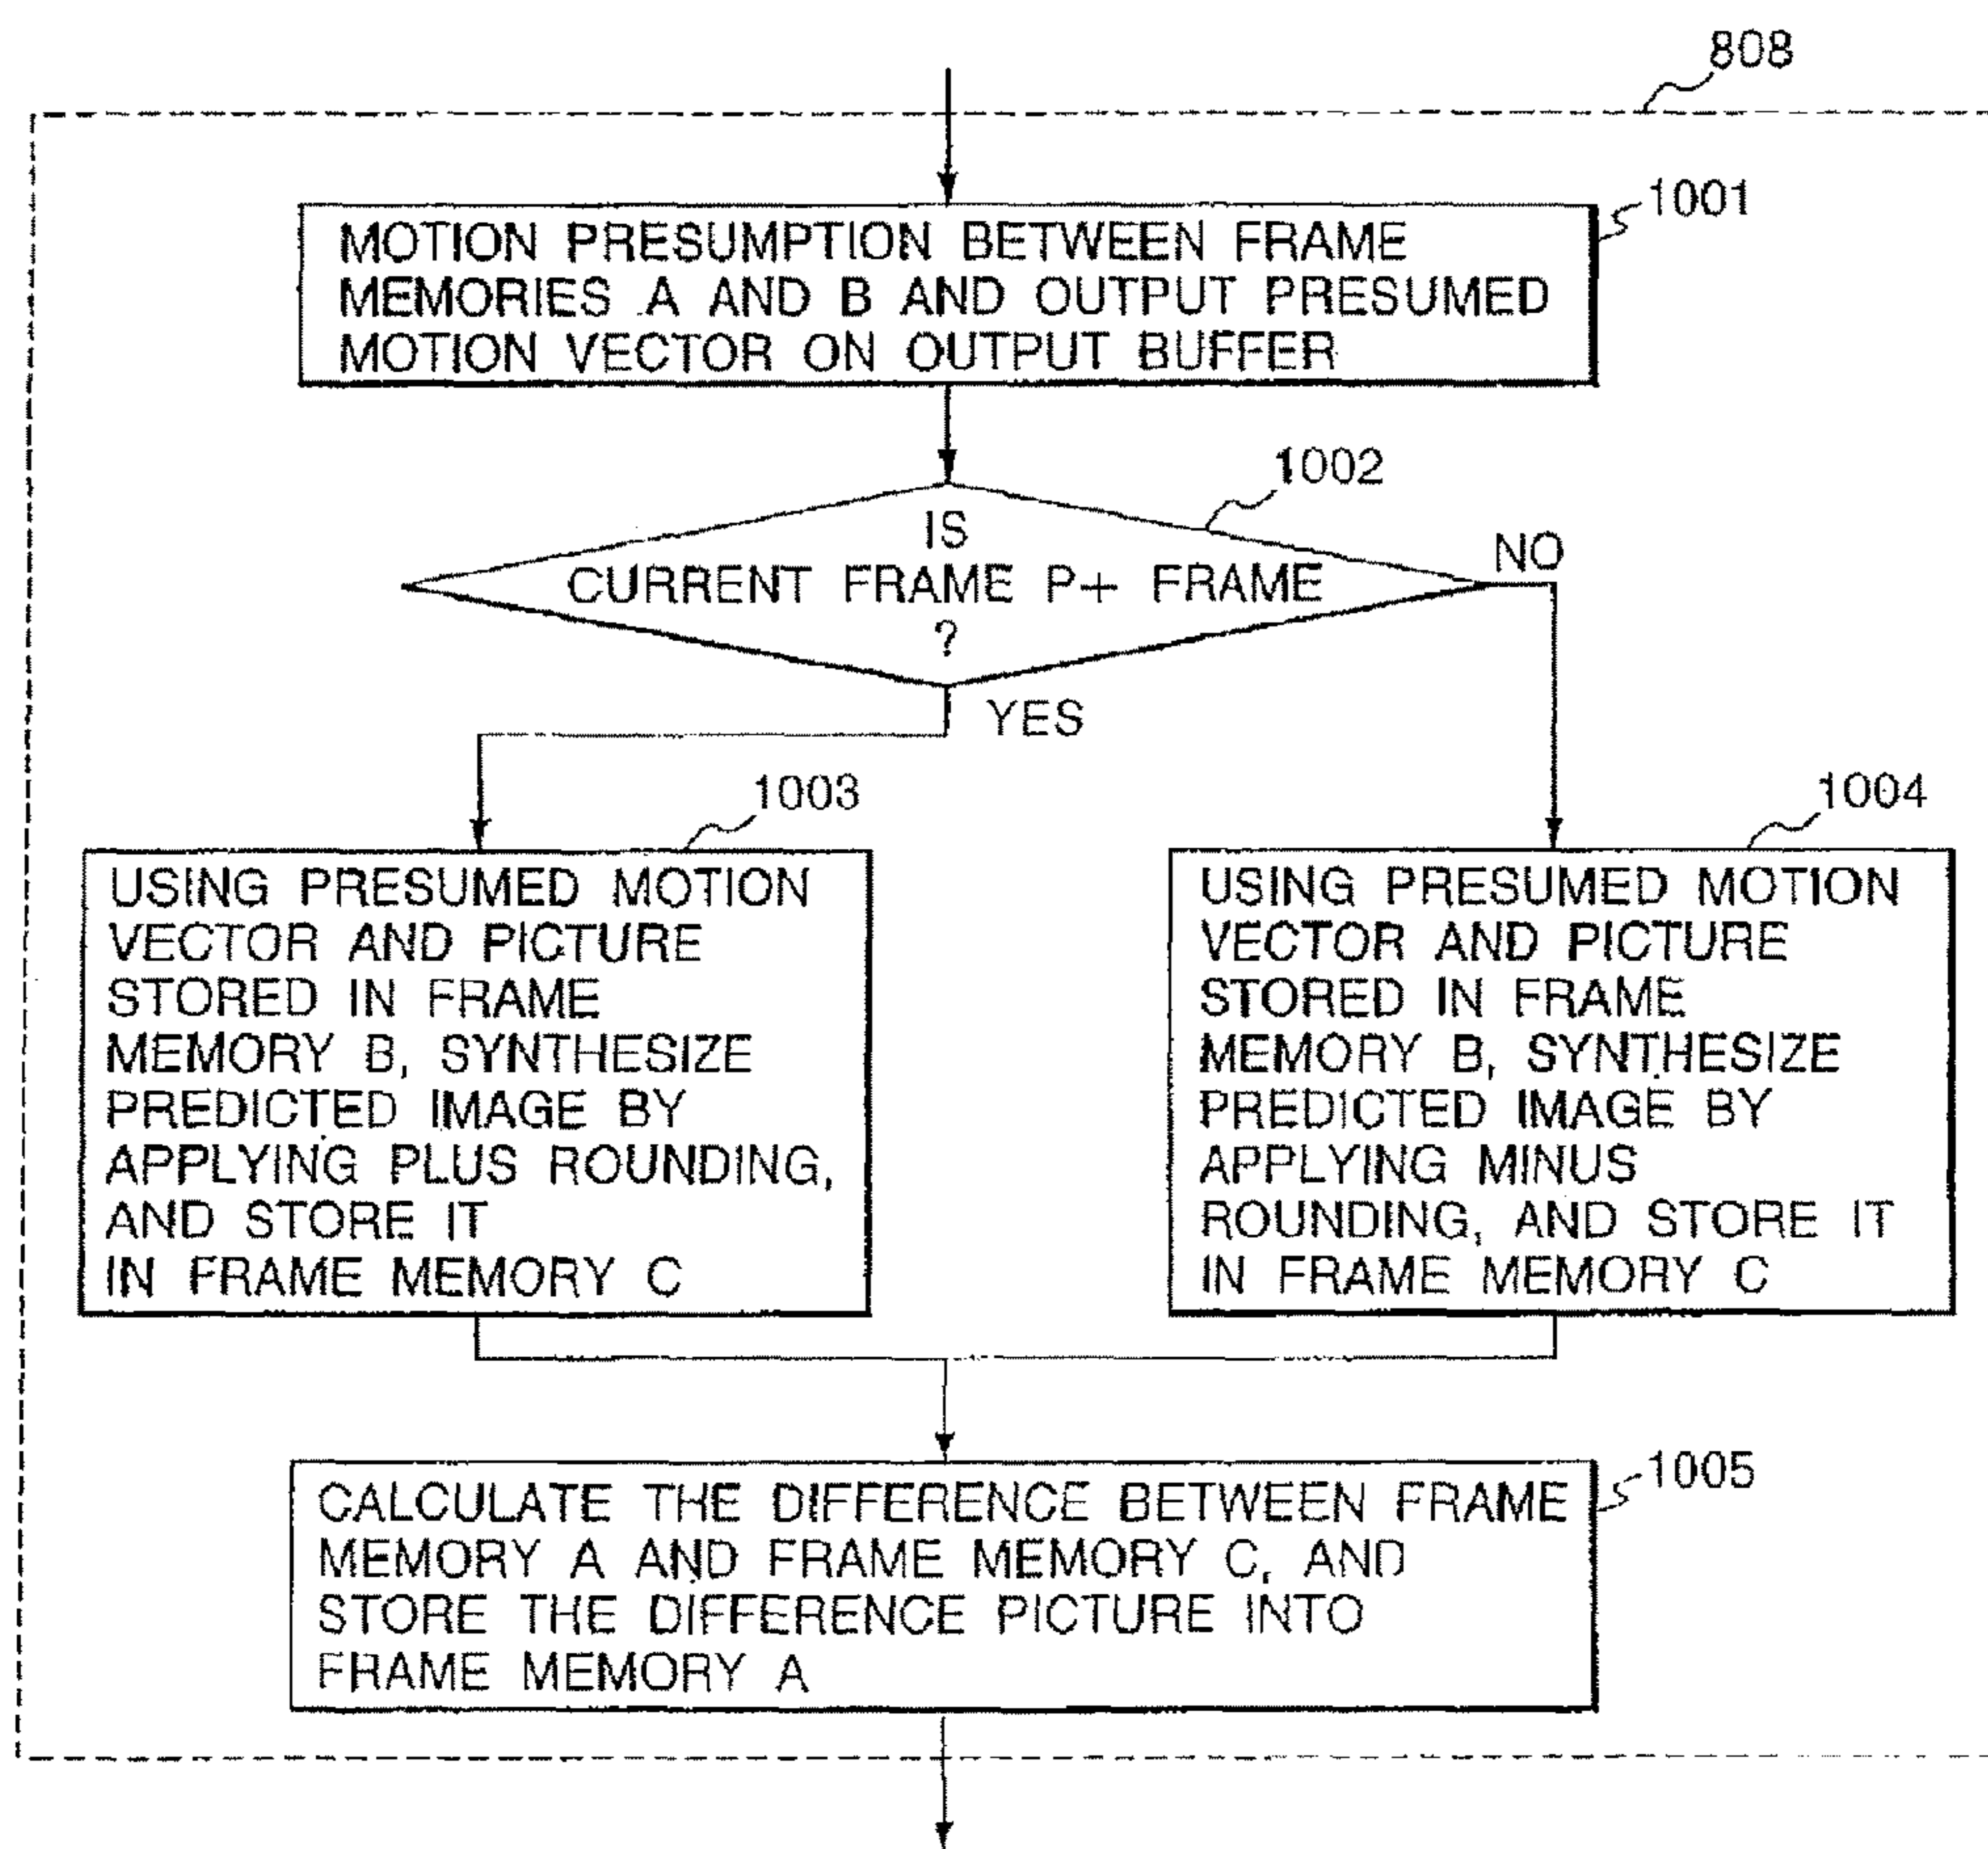 808
1001
MOTION PRESUMPTION BETWEEN FRAME
MEMORIES A AND B AND OUTPUT PRESUMED
MOTION VECTOR ON OUTPUT BUFFER
1002
IS
CURRENT FRAME P+ FRAME
?
NO
YES
1003
USING PRESUMED MOTION
VECTOR AND PICTURE
STORED IN FRAME
MEMORY B, SYNTHESIZE
PREDICTED IMAGE BY
APPLYING PLUS ROUNDING,
AND STORE IT
IN FRAME MEMORY C
1004
USING PRESUMED MOTION
VECTOR AND PICTURE
STORED IN FRAME
MEMORY B, SYNTHESIZE
PREDICTED IMAGE BY
APPLYING MINUS
ROUNDING, AND STORE IT
IN FRAME MEMORY C
1005
CALCULATE THE DIFFERENCE BETWEEN FRAME
MEMORY A AND FRAME MEMORY C, AND
STORE THE DIFFERENCE PICTURE INTO
FRAME MEMORY A